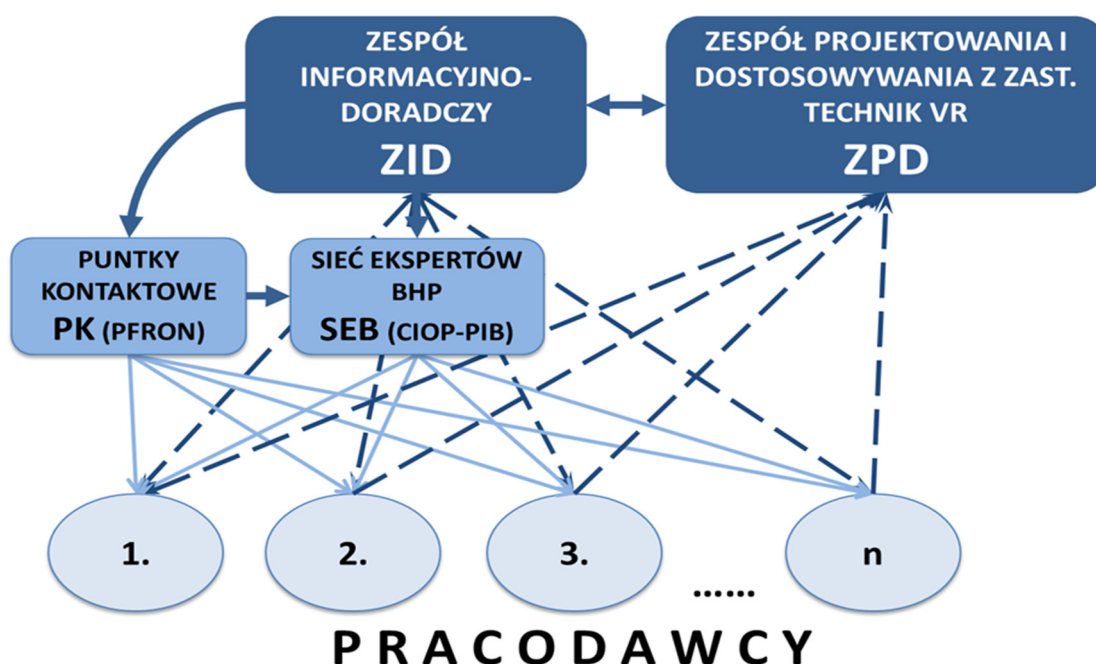 ZESPÓŁ
INFORMACYJNO-
DORADCZY
ZID
ZESPÓŁ PROJEKTOWANIA I
DOSTOSOWYWANIA Z ZAST.
TECHNIK VR
ZPD
PUNTKY
KONTAKTOWE
PK (PFRON)
SIEĆ EKSPERTÓW
BHP
SEB (CIOP-PIB)
1.
2.
3.
......
n
PRACODAWCY